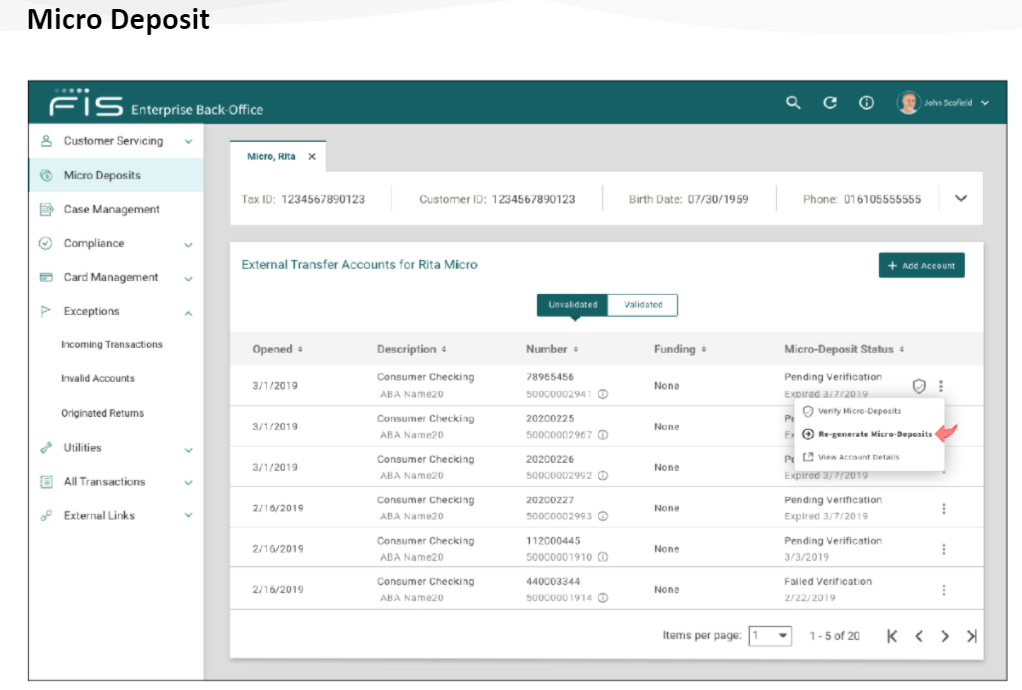 Micro Deposit
FIS Enterprise Back-Office
John Scofield
Customer Servicing
Micro Deposits
Case Management
Compliance
Card Management
Exceptions
Incoming Transactions
Invalid Accounts
Originated Returns
Utilities
All Transactions
External Links
Micro, Rita X
Tax ID: 1234567890123 Customer ID: 1234567890123 Birth Date: 07/30/1959 Phone: 016105555555
External Transfer Accounts for Rita Micro
+ Add Account
Unvalidated Validated
Opened Description Number Funding Micro-Deposit Status
3/1/2019 Consumer Checking 78965456 None Pending Verification
ABA Name20 50000002941 Expired 3/7/2019
Verify Micro-Deposits
Re-generate Micro-Deposits
View Account Details
3/1/2019 Consumer Checking 20200225 None
ABA Name20 50000002967
3/1/2019 Consumer Checking 20200226 None
ABA Name20 50000002992 Expired 3/7/2019
2/16/2019 Consumer Checking 20200227 None Pending Verification
ABA Name20 50000002993 Expired 3/7/2019
2/16/2019 Consumer Checking 112000445 None Pending Verification
ABA Name20 50000001910 3/3/2019
2/16/2019 Consumer Checking 440003344 None Failed Verification
ABA Name20 50000001914 2/22/2019
Items per page: 1 1 - 5 of 20